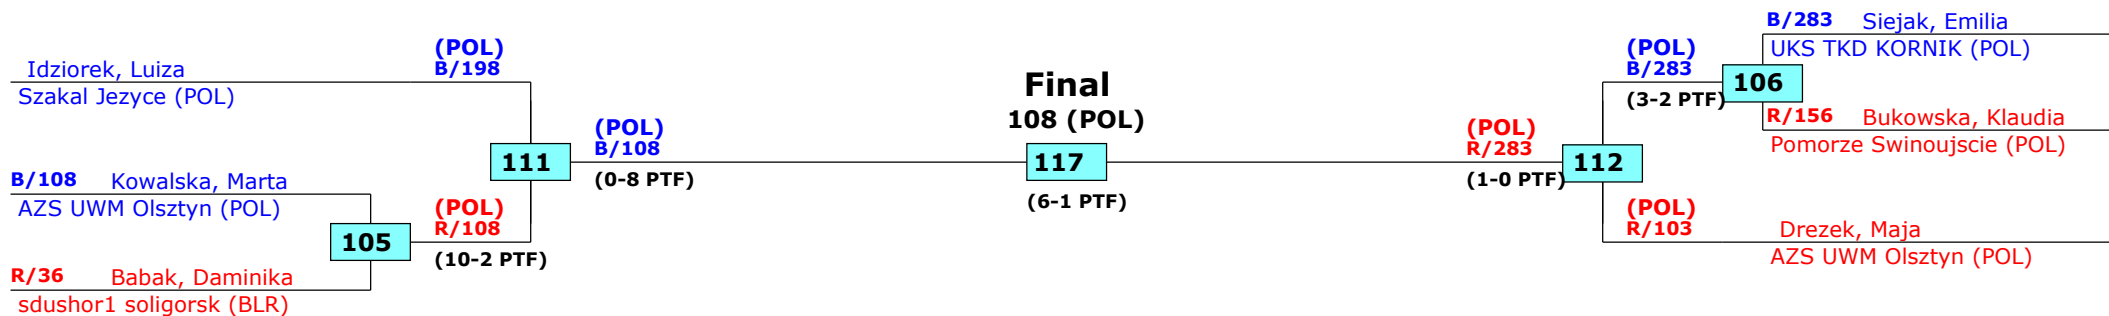 B/283 Siejak, Emilia
UKS TKD KORNIK (POL)
(POL)
B/198
(POL)
B/283
Idziorek, Luiza
Szakal Jezyce (POL)
Final
108 (POL)
106
(3-2 PTF)
R/156 Bukowska, Klaudia
Pomorze Swinoujscie (POL)
(POL)
B/108
(POL)
R/283
111
117
112
(0-8 PTF)
(6-1 PTF)
(1-0 PTF)
B/108 Kowalska, Marta
AZS UWM Olsztyn (POL)
(POL)
R/108
(POL)
R/103
Drezek, Maja
AZS UWM Olsztyn (POL)
105
(10-2 PTF)
R/36 Babak, Daminika
sdushor1 soligorsk (BLR)